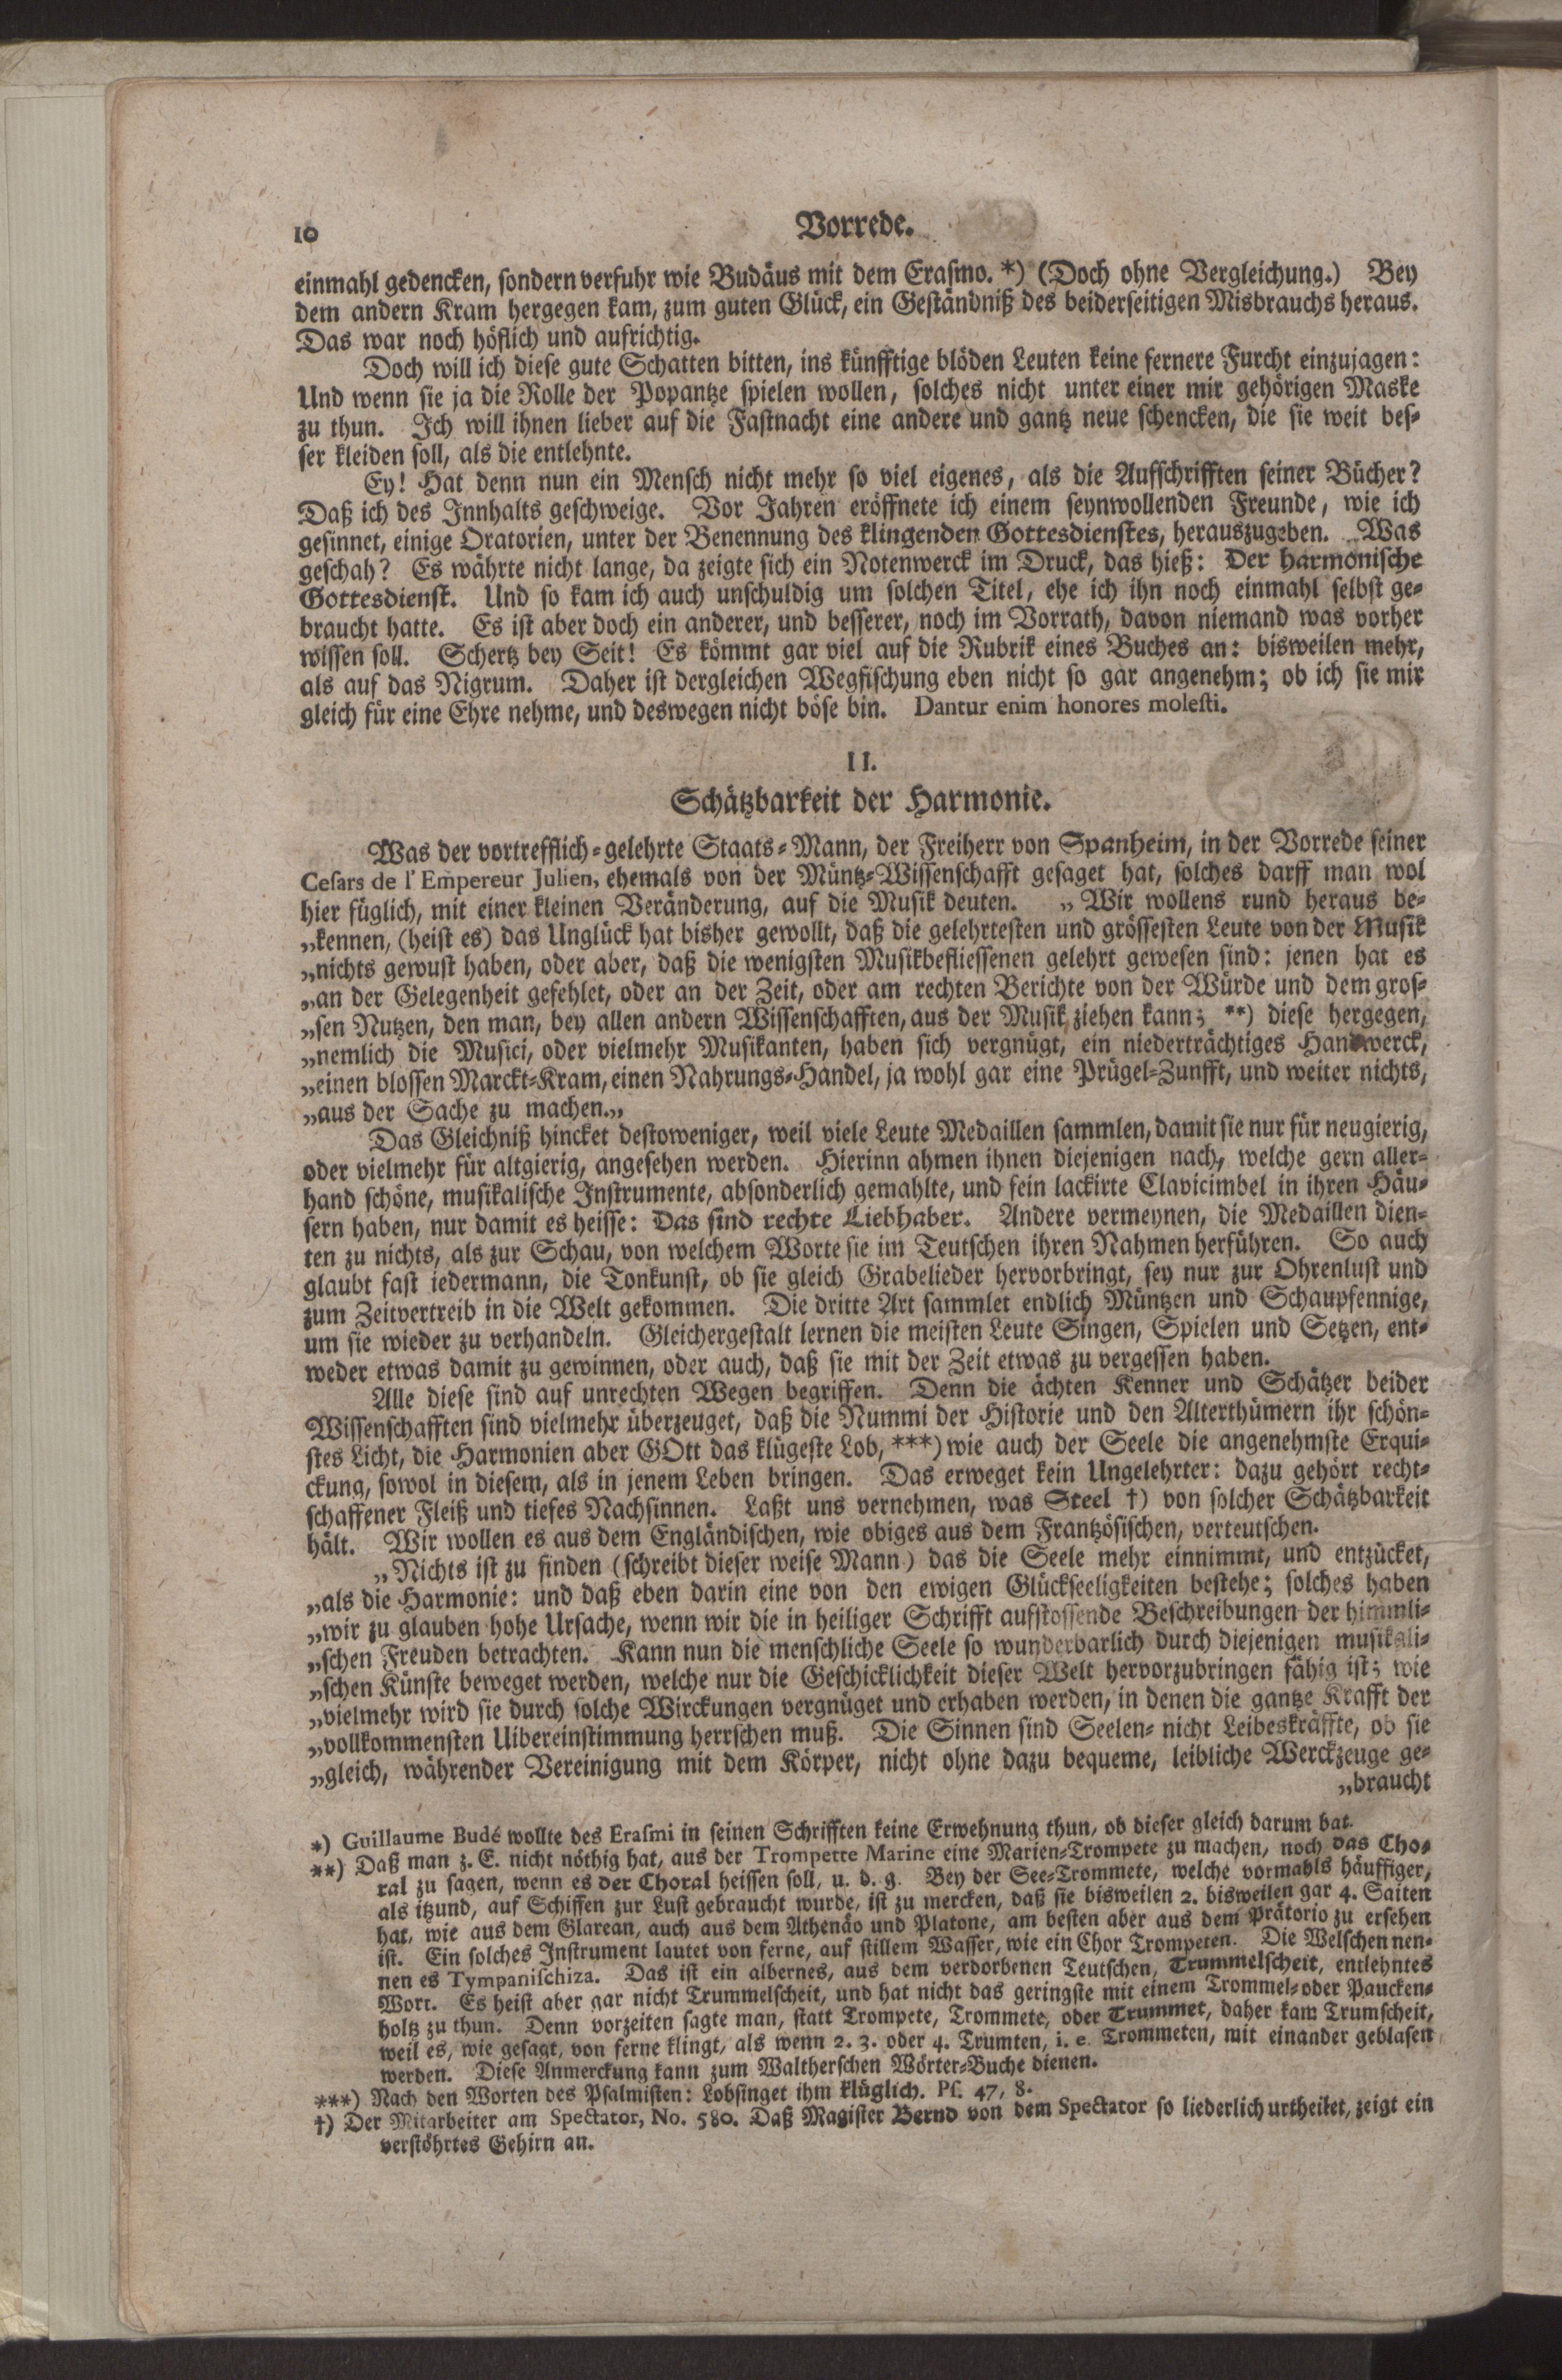 10
Vorrede.
einmahl gedencken, sondern verfuhr wie Budäus mit dem Erasmo. *) (Doch ohne Vergleichung.) Bey
dem andern Kram hergegen kam, zum guten Glück, ein Geständniß des beiderseitigen Misbrauchs heraus.
Das war noch höflich und aufrichtig.
Doch will ich diese gute Schatten bitten, ins künfftige blöden Leuten keine fernere Furcht einzujagen:
Und wenn sie ja die Rolle der Popantze spielen wollen, solches nicht unter einer mir gehörigen Maske
zu thun. Ich will ihnen lieber auf die Fastnacht eine andere und gantz neue schencken, die sie weit bes-
ser kleiden soll, als die entlehnte.
Ey! Hat denn nun ein Mensch nicht mehr so viel eigenes, als die Aufschrifften seiner Bücher?
Daß ich des Innhalts geschweige. Vor Jahren eröffnete ich einem seynwollenden Freunde, wie ich
gesinnet, einige Oratorien, unter der Benennung des klingenden Gottesdienstes, herauszugeben. Was
geschah? Es währte nicht lange, da zeigte sich ein Notenwerck im Druck, das hieß: Der harmonische
Gottesdienst. Und so kam ich auch unschuldig um solchen Titel, ehe ich ihn noch einmahl selbst ge-
braucht hatte. Es ist aber doch ein anderer, und besserer, noch im Vorrath, davon niemand was vorher
wissen soll. Schertz bey Seit! Es kömmt gar viel auf die Rubrik eines Buches an: bisweilen mehr,
als auf das Nigrum. Daher ist dergleichen Wegfischung eben nicht so gar angenehm; ob ich sie mir
gleich für eine Ehre nehme, und deswegen nicht böse bin. Dantur enim honores molesti.
II.
Schätzbarkeit der Harmonie.
Was der vortrefflich-gelehrte Staats-Mann, der Freiherr von Spanheim, in der Vorrede seiner
Cesars de l' Empereur Julien, ehemals von der Müntz-Wissenschafft gesaget hat, solches darff man wol
hier füglich, mit einer kleinen Veränderung, auf die Musik deuten. „Wir wollens rund heraus be-
„kennen, (heist es) das Unglück hat bisher gewollt, daß die gelehrtesten und grössesten Leute von der Musik
„nichts gewust haben, oder aber, daß die wenigsten Musikbefliessenen gelehrt gewesen sind: jenen hat es
„an der Gelegenheit gefehlet, oder an der Zeit, oder am rechten Berichte von der Würde und dem gros-
„sen Nutzen, den man, bey allen andern Wissenschafften, aus der Musik ziehen kann; **) diese hergegen,
„nemlich die Musici, oder vielmehr Musikanten, haben sich vergnügt, ein niederträchtiges Handwerck,
„einen blossen Marckt-Kram, einen Nahrungs-Handel, ja wohl gar eine Prügel-Zunfft, und weiter nichts,
„aus der Sache zu machen.„
Das Gleichniß hincket destoweniger, weil viele Leute Medaillen sammlen, damit sie nur für neugierig,
oder vielmehr für altgierig, angesehen werden. Hierinn ahmen ihnen diejenigen nach, welche gern aller-
hand schöne, musikalische Instrumente, absonderlich gemahlte, und fein lackirte Clavicimbel in ihren Häu-
sern haben, nur damit es heisse: Das sind rechte Liebhaber. Andere vermeynen, die Medaillen dien-
ten zu nichts, als zur Schau, von welchem Worte sie im Teutschen ihren Nahmen herführen. So auch
glaubt fast iedermann, die Tonkunst, ob sie gleich Grabelieder hervorbringt, sey nur zur Ohrenlust und
zum Zeitvertreib in die Welt gekommen. Die dritte Art sammlet endlich Müntzen und Schaupfennige,
um sie wieder zu verhandeln. Gleichergestalt lernen die meisten Leute Singen, Spielen und Setzen, ent-
weder etwas damit zu gewinnen, oder auch, daß sie mit der Zeit etwas zu vergessen haben.
Alle diese sind auf unrechten Wegen begriffen. Denn die ächten Kenner und Schätzer beider
Wissenschafften sind vielmehr überzeuget, daß die Nummi der Historie und den Alterthümern ihr schön-
stes Licht, die Harmonien aber GOtt das klügeste Lob, ***) wie auch der Seele die angenehmste Erqui-
ckung, sowol in diesem, als in jenem Leben bringen. Das erweget kein Ungelehrter: dazu gehört recht-
schaffener Fleiß und tiefes Nachsinnen. Laßt uns vernehmen, was Steel †) von solcher Schätzbarkeit
hält. Wir wollen es aus dem Engländischen, wie obiges aus dem Frantzösischen, verteutschen.
„Nichts ist zu finden (schreibt dieser weise Mann) das die Seele mehr einnimmt, und entzücket,
„als die Harmonie: und daß eben darin eine von den ewigen Glückseeligkeiten bestehe; solches haben
„wir zu glauben hohe Ursache, wenn wir die in heiliger Schrifft aufstossende Beschreibungen der himmli-
„schen Freuden betrachten. Kann nun die menschliche Seele so wunderbarlich durch diejenigen musikali-
„schen Künste beweget werden, welche nur die Geschicklichkeit dieser Welt hervorzubringen fähig ist; wie
„vielmehr wird sie durch solche Wirckungen vergnüget und erhaben werden, in denen die gantze Krafft der
„vollkommensten Uibereinstimmung herrschen muß. Die Sinnen sind Seelen- nicht Leibeskräffte, ob sie
„gleich, währender Vereinigung mit dem Körper, nicht ohne dazu bequeme, leibliche Werckzeuge ge-
„braucht
*) Guillaume Budé wollte des Erasmi in seinen Schrifften keine Erwehnung thun, ob dieser gleich darum bat.
**) Daß man z. E. nicht nöthig hat, aus der Trompette Marine eine Marien-Trompete zu machen, noch das Cho-
ral zu sagen, wenn es der Choral heissen soll, u. d. g. Bey der See-Trommete, welche vormahls häuffiger,
als itzund, auf Schiffen zur Lust gebraucht wurde, ist zu mercken, daß sie bisweilen 2. bisweilen gar 4. Saiten
hat, wie aus dem Glarean, auch aus dem Athenäo und Platone, am besten aber aus dem Prätorio zu ersehen
ist. Ein solches Instrument lautet von ferne, auf stillem Wasser, wie ein Chor Trompeten. Die Welschen nen-
nen es Tympanischiza. Das ist ein albernes, aus dem verdorbenen Teutschen, Trummelscheit, entlehntes
Wort. Es heist aber gar nicht Trummelscheit, und hat nicht das geringste mit einem Trommel- oder Paucken-
holtz zu thun. Denn vorzeiten sagte man, statt Trompete, Trommete, oder Trummet, daher kam Trumscheit,
weil es, wie gesagt, von ferne klingt, als wenn 2. 3. oder 4. Trumten, i. e. Trommeten, mit einander geblasen
werden. Diese Anmerckung kann zum Waltherschen Wörter-Buche dienen.
***) Nach den Worten des Psalmisten: Lobsinget ihm klüglich. Ps. 47, 8.
†) Der Mitarbeiter am Spectator, No. 580. Daß Magister Bernd von dem Spectator so liederlich urtheilet, zeigt ein
verstöhrtes Gehirn an.